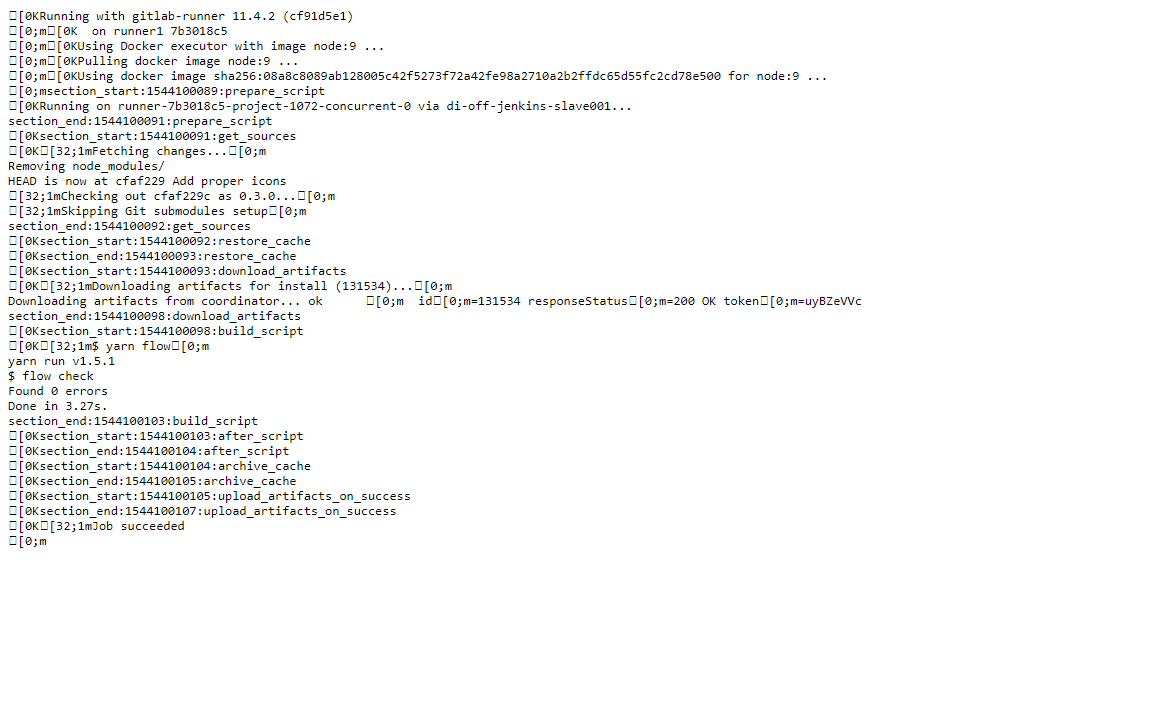 □[0KRunning with gitlab-runner 11.4.2 (cf91d5e1)
□[0;m□[0K  on runner1 7b3018c5
□[0;m□[0KUsing Docker executor with image node:9 ...
□[0;m□[0KPulling docker image node:9 ...
□[0;m□[0KUsing docker image sha256:08a8c8089ab128005c42f5273f72a42fe98a2710a2b2ffdc65d55fc2cd78e500 for node:9 ...
□[0;msection_start:1544100089:prepare_script
□[0KRunning on runner-7b3018c5-project-1072-concurrent-0 via di-off-jenkins-slave001...
section_end:1544100091:prepare_script
□[0Ksection_start:1544100091:get_sources
□[0K□[32;1mFetching changes...□[0;m
Removing node_modules/
HEAD is now at cfaf229 Add proper icons
□[32;1mChecking out cfaf229c as 0.3.0...□[0;m
□[32;1mSkipping Git submodules setup□[0;m
section_end:1544100092:get_sources
□[0Ksection_start:1544100092:restore_cache
□[0Ksection_end:1544100093:restore_cache
□[0Ksection_start:1544100093:download_artifacts
□[0K□[32;1mDownloading artifacts for install (131534)...□[0;m
Downloading artifacts from coordinator... ok      □[0;m  id□[0;m=131534 responseStatus□[0;m=200 OK token□[0;m=uyBZeVVc
section_end:1544100098:download_artifacts
□[0Ksection_start:1544100098:build_script
□[0K□[32;1m$ yarn flow□[0;m
yarn run v1.5.1
$ flow check
Found 0 errors
Done in 3.27s.
section_end:1544100103:build_script
□[0Ksection_start:1544100103:after_script
□[0Ksection_end:1544100104:after_script
□[0Ksection_start:1544100104:archive_cache
□[0Ksection_end:1544100105:archive_cache
□[0Ksection_start:1544100105:upload_artifacts_on_success
□[0Ksection_end:1544100107:upload_artifacts_on_success
□[0K□[32;1mJob succeeded
□[0;m